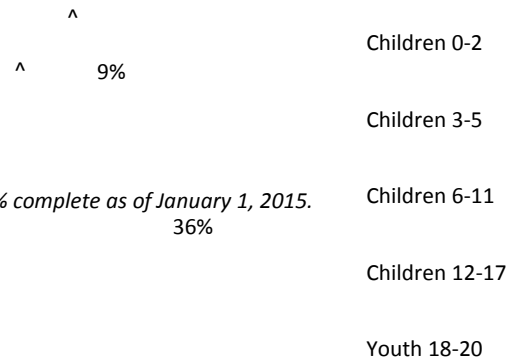 ^
Children 0-2
^ 9%
Children 3-5
% complete as of January 1, 2015.
Children 6-11
36%
Children 12-17
Youth 18-20